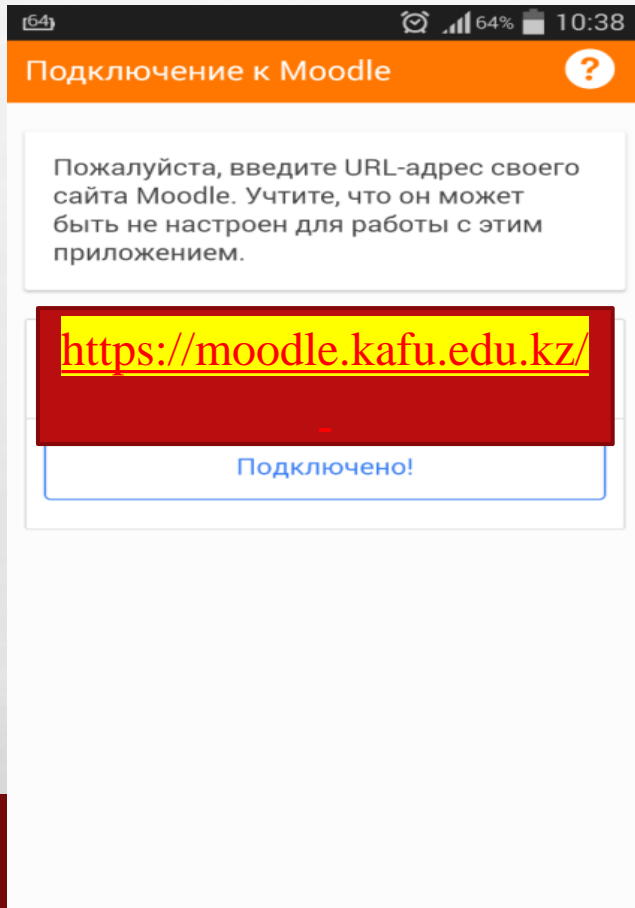 64
64% 10:38
Подключение к Moodle
?
Пожалуйста, введите URL-адрес своего
сайта Moodle. Учтите, что он может
быть не настроен для работы с этим
приложением.
https://moodle.kafu.edu.kz/
Подключено!